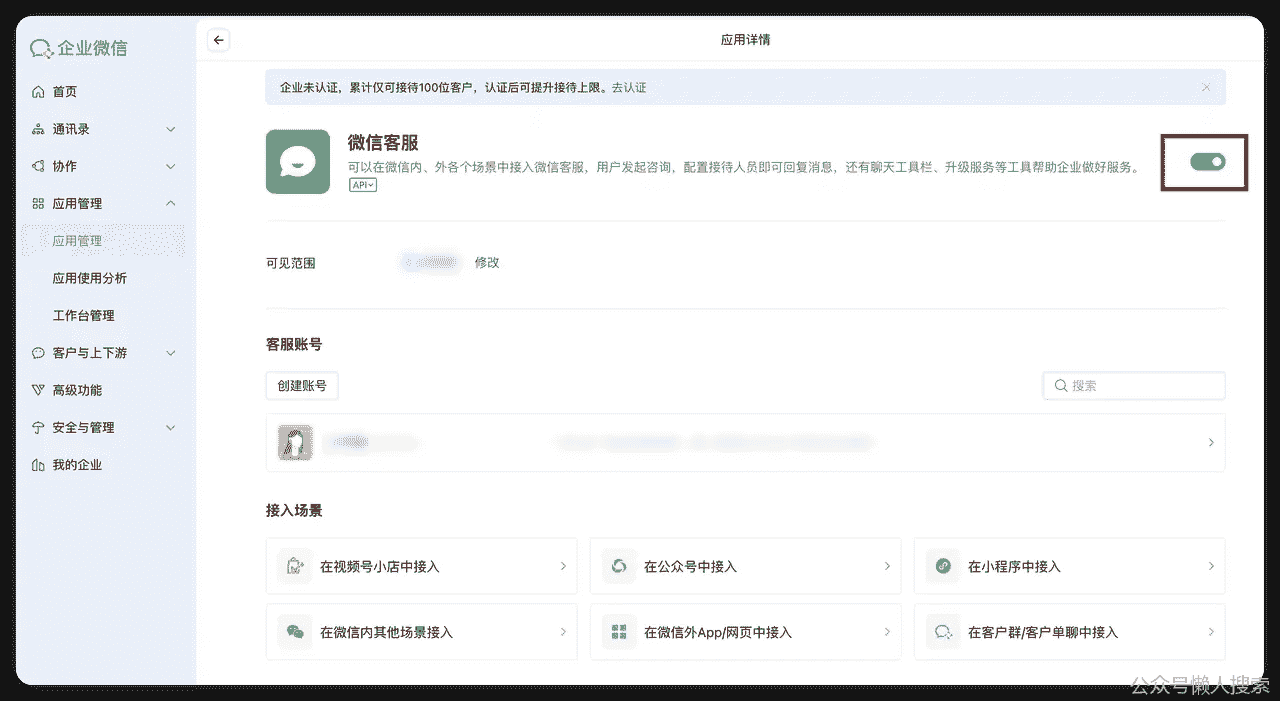 企业微信
首页
通讯录
协作
应用管理
应用管理
应用使用分析
工作台管理
客户与上下游
高级功能
安全与管理
我的企业
应用详情
企业未认证，累计仅可接待100位客户，认证后可提升接待上限。去认证
微信客服
可以在微信内、外各个场景中接入微信客服，用户发起咨询，配置接待人员即可回复消息，还有聊天工具栏、升级服务等工具帮助企业做好服务。
API
可见范围
修改
客服账号
创建账号
搜索
接入场景
在视频号小店中接入
在公众号中接入
在小程序中接入
在微信内其他场景接入
在微信外App/网页中接入
在客户群/客户单聊中接入
公众号懒人搜索